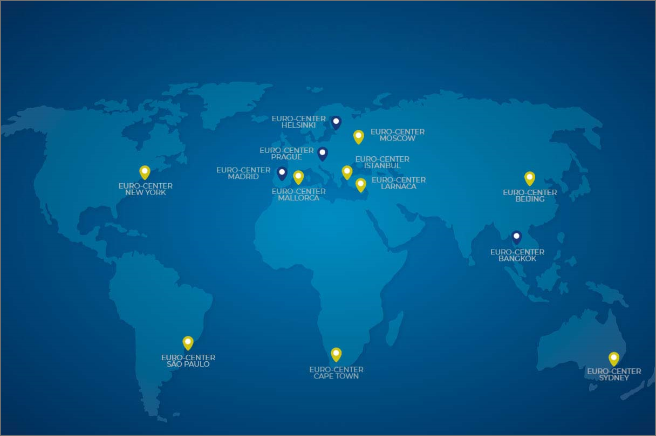 EURO-CENTER
HELSINKI
EURO-CENTER
MOSCOW
EURO-CENTER
PRAGUE
EURO-CENTER
ISTANBUL
EURO-CENTER
MADRID
EURO-CENTER
LARNACA
EURO-CENTER
MALLORCA
EURO-CENTER
NEW YORK
EURO-CENTER
BEIJING
EURO-CENTER
BANGKOK
EURO-CENTER
SÃO PAULO
EURO-CENTER
CAPE TOWN
EURO-CENTER
SYDNEY